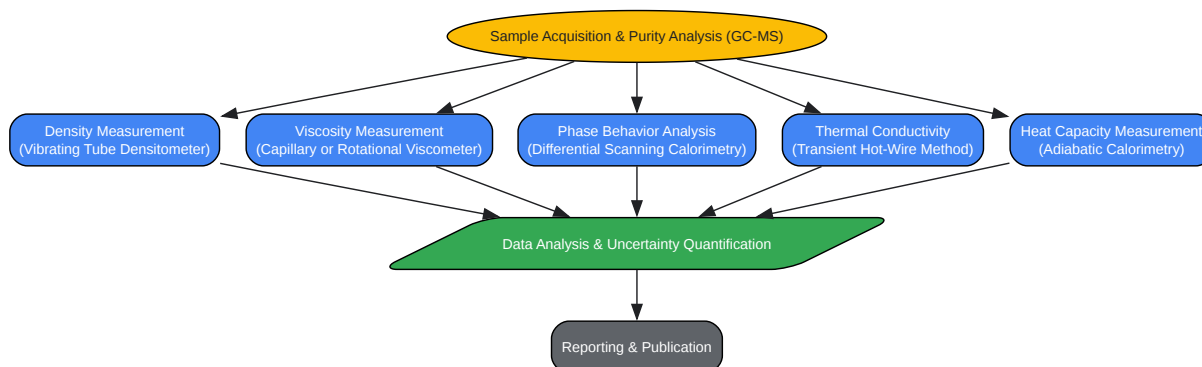 Sample Acquisition & Purity Analysis (GC-MS)
Density Measurement
(Vibrating Tube Densitometer)
Viscosity Measurement
(Capillary or Rotational Viscometer)
Phase Behavior Analysis
(Differential Scanning Calorimetry)
Thermal Conductivity
(Transient Hot-Wire Method)
Heat Capacity Measurement
(Adiabatic Calorimetry)
Data Analysis & Uncertainty Quantification
Reporting & Publication